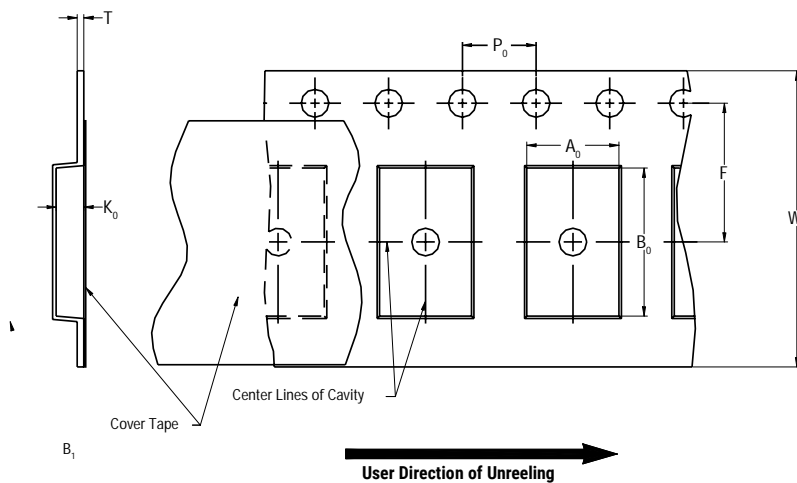 T
P0
A0
F
K0
B0
W
Center Lines of Cavity
Cover Tape
B1
User Direction of Unreeling